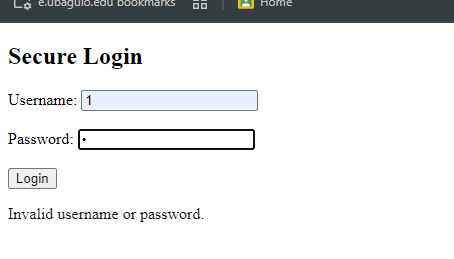 e.ubaguio.edu bookmarks Home
Secure Login
Username: 1
Password: •
Login
Invalid username or password.